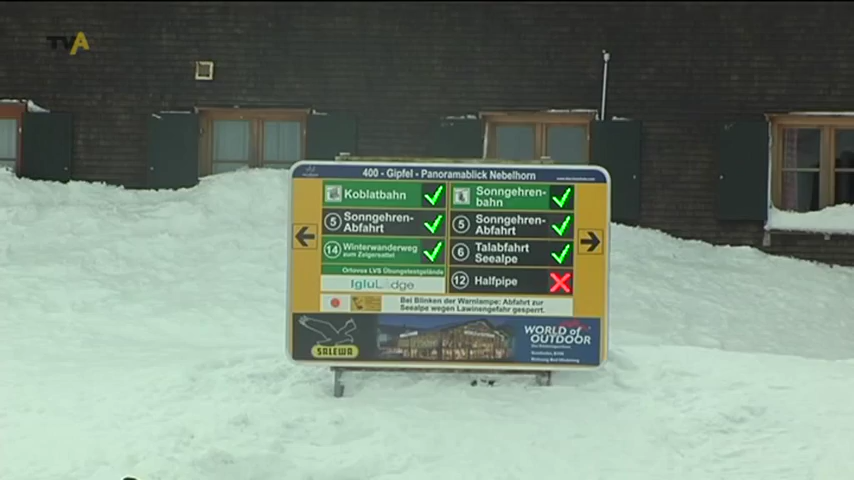 TVA
400 - Gipfel - Panoramablick Nebelhorn
Koblatbahn
Sonngehren-
bahn
5 Sonngehren-
Abfahrt
5 Sonngehren-
Abfahrt
14 Winterwanderweg
zum Zeigersattel
6 Talabfahrt
Seealpe
Ortovox LVS Übungstestgelände
IgluLodge
12 Halfpipe
Bei Blinken der Warnlampe: Abfahrt zur
Seealpe wegen Lawinengefahr gesperrt.
SALEWA
WORLD of
OUTDOOR